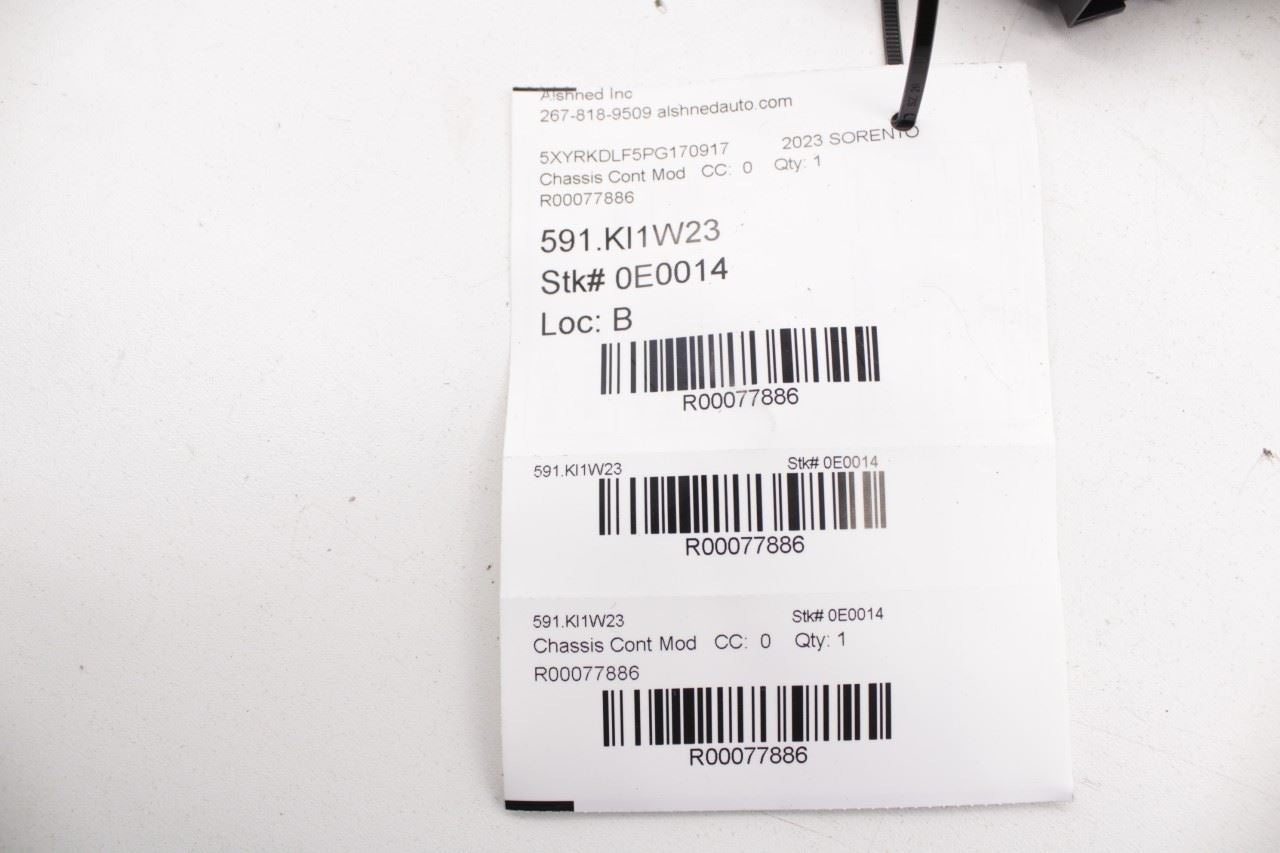 Alshned Inc
267-818-9509 alshnedauto.com
5XYRKDLF5PG170917 2023 SORENTO
Chassis Cont Mod CC: 0 Qty: 1
R00077886
591.KI1W23
Stk# 0E0014
Loc: B
R00077886
591.KI1W23 Stk# 0E0014
R00077886
591.KI1W23 Stk# 0E0014
Chassis Cont Mod CC: 0 Qty: 1
R00077886
R00077886